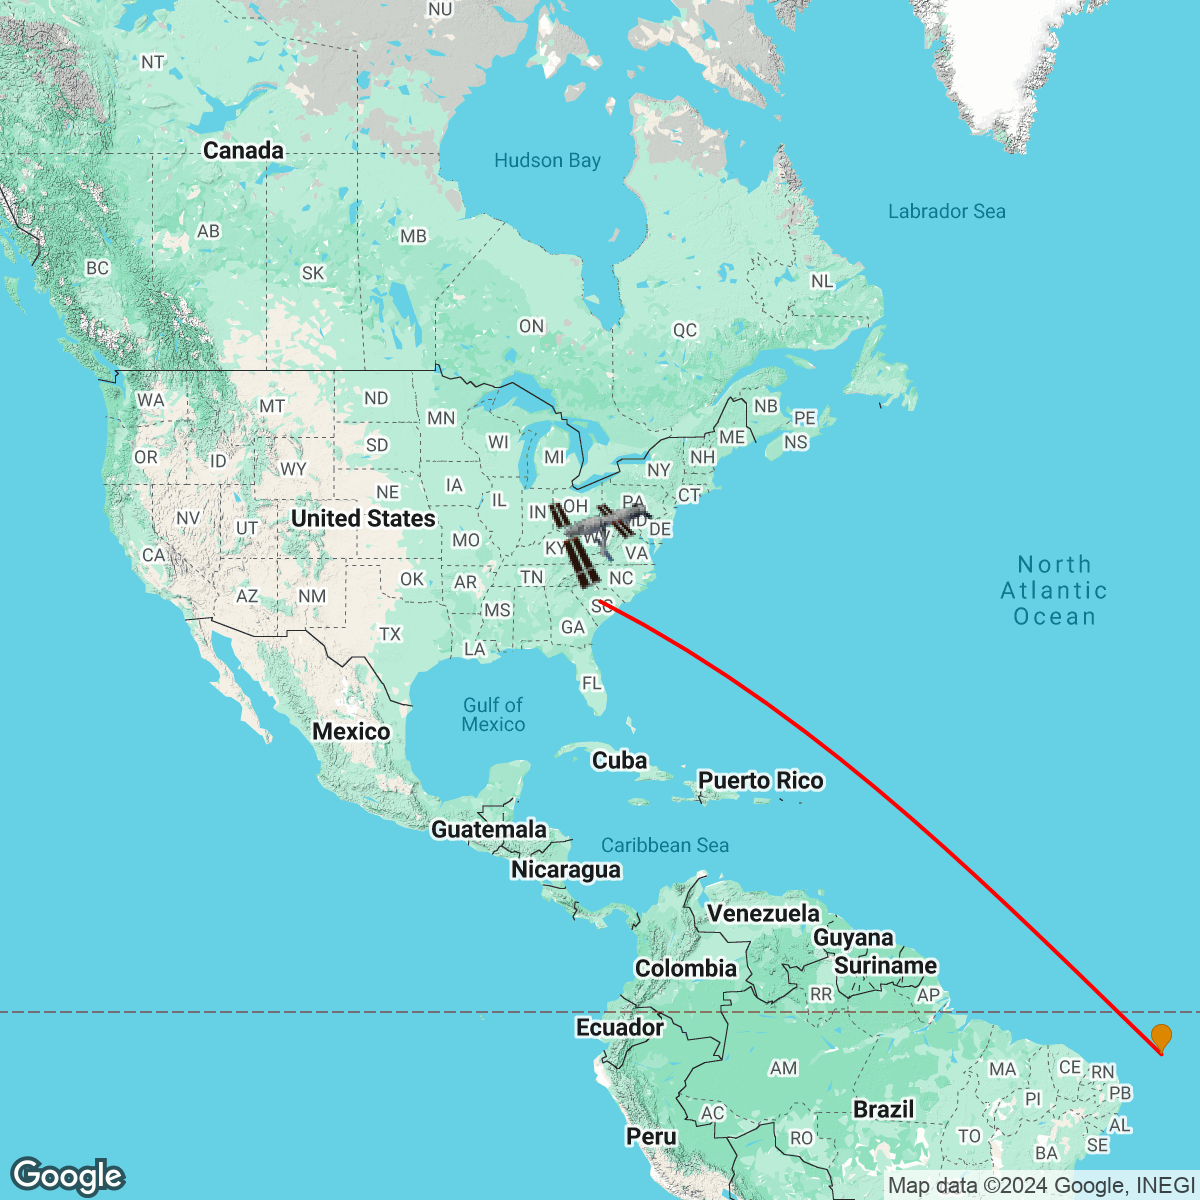 NU
NT
Canada
Hudson Bay
Labrador Sea
AB
MB
BC
SK
NL
ON
QC
WA
MT
ND
MN
NB
PE
ME
NS
OR
ID
SD
WI
MI
NH
WY
NY
NE
IA
IL
CT
NV
UT
United States
IN
OH
PA
DE
CA
MO
KY
VA
North
Atlantic
Ocean
AZ
NM
OK
AR
TN
NC
MS
SC
TX
GA
LA
FL
Gulf of
Mexico
Mexico
Cuba
Puerto Rico
Guatemala
Caribbean Sea
Nicaragua
Venezuela
Guyana
Colombia
Suriname
RR
AP
Ecuador
AM
MA
CE
RN
PI
PB
AC
Brazil
AL
Peru
RO
TO
SE
BA
Google
Map data ©2024 Google, INEGI